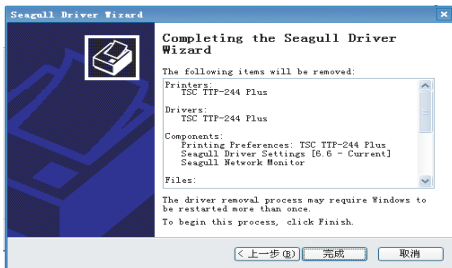 Seagull Driver Wizard
Completing the Seagull Driver
Wizard
The following items will be removed:
Printers:
TSC TTP-244 Plus
Drivers:
TSC TTP-244 Plus
Components:
Printing Preferences: TSC TTP-244 Plus
Seagull Driver Settings [6.6 - Current]
Seagull Network Monitor
Files:
The driver removal process may require Windows to
be restarted more than once.
To begin this process, click Finish.
< 上一步(B) 完成 取消